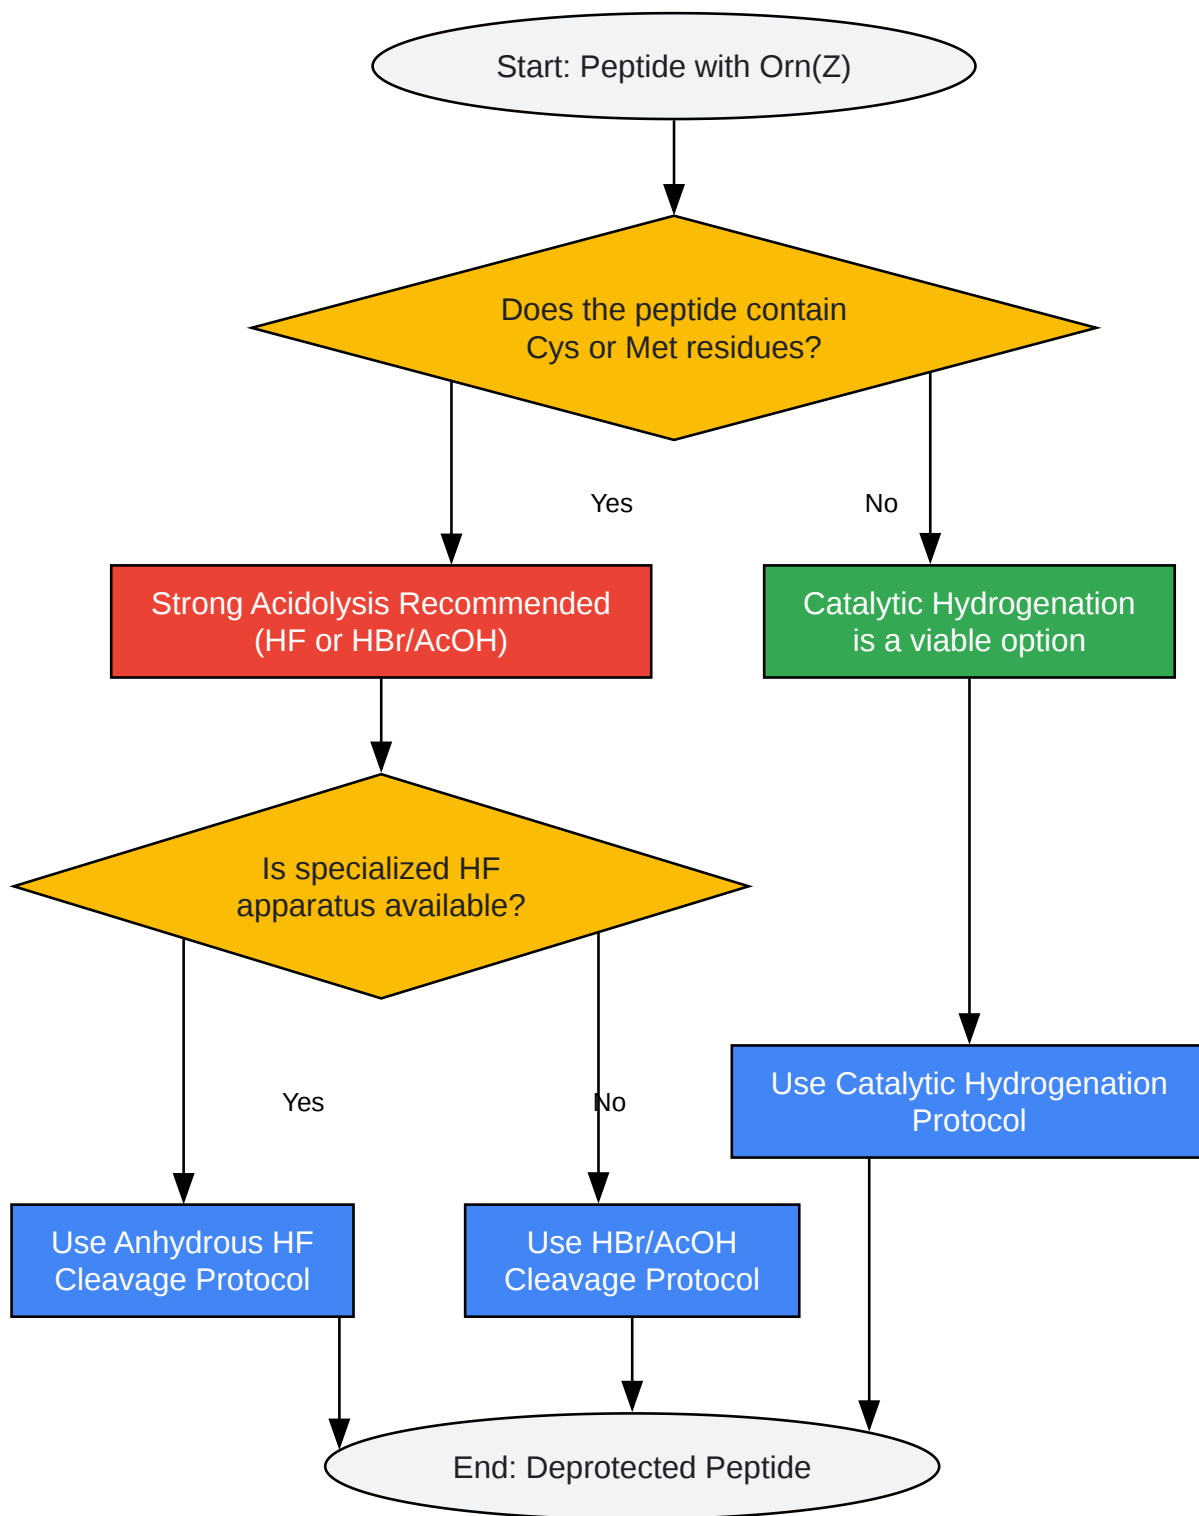 Start: Peptide with Orn(Z)
Does the peptide contain
Cys or Met residues?
Yes
No
Strong Acidolysis Recommended
(HF or HBr/AcOH)
Catalytic Hydrogenation
is a viable option
Is specialized HF
apparatus available?
Yes
No
Use Catalytic Hydrogenation
Protocol
Use Anhydrous HF
Cleavage Protocol
Use HBr/AcOH
Cleavage Protocol
End: Deprotected Peptide